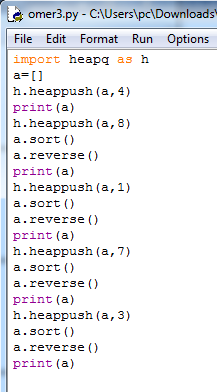 omer3.py - C:\Users\pc\Downloads\
File Edit Format Run Options
import heapq as h
a=[]
h.heappush(a,4)
print(a)
h.heappush(a,8)
a.sort()
a.reverse()
print(a)
h.heappush(a,1)
a.sort()
a.reverse()
print(a)
h.heappush(a,7)
a.sort()
a.reverse()
print(a)
h.heappush(a,3)
a.sort()
a.reverse()
print(a)